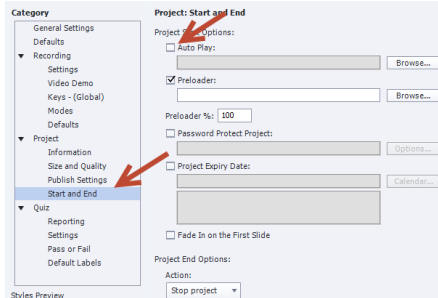 Category
General Settings
Defaults
Recording
Settings
Video Demo
Keys - (Global)
Modes
Defaults
Project
Information
Size and Quality
Publish Settings
Start and End
Quiz
Reporting
Settings
Pass or Fail
Default Labels
Styles Preview
Project: Start and End
Project Options:
Auto Play:
Browse...
Preloader:
Browse...
Preloader %: 100
Password Protect Project:
Options...
Project Expiry Date:
Calendar...
Fade In on the First Slide
Project End Options:
Action:
Stop project